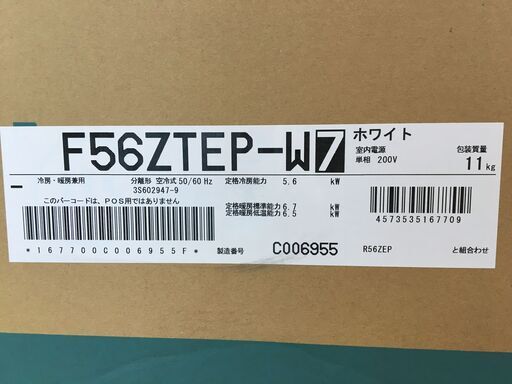 F56ZTEP-W7 ホワイト
室内電源
単相 200V
包装質量
11kg
冷房・暖房兼用 分離形 空冷式 50/60 Hz 定格冷房能力 5.6 kW
3S602947-9
このバーコードは、POS用ではありません
定格暖房標準能力 6.7 kW
定格暖房低温能力 6.5 kW
4573535167709
*167700C006955F*
製造番号 C006955
R56ZEP と組合わせ